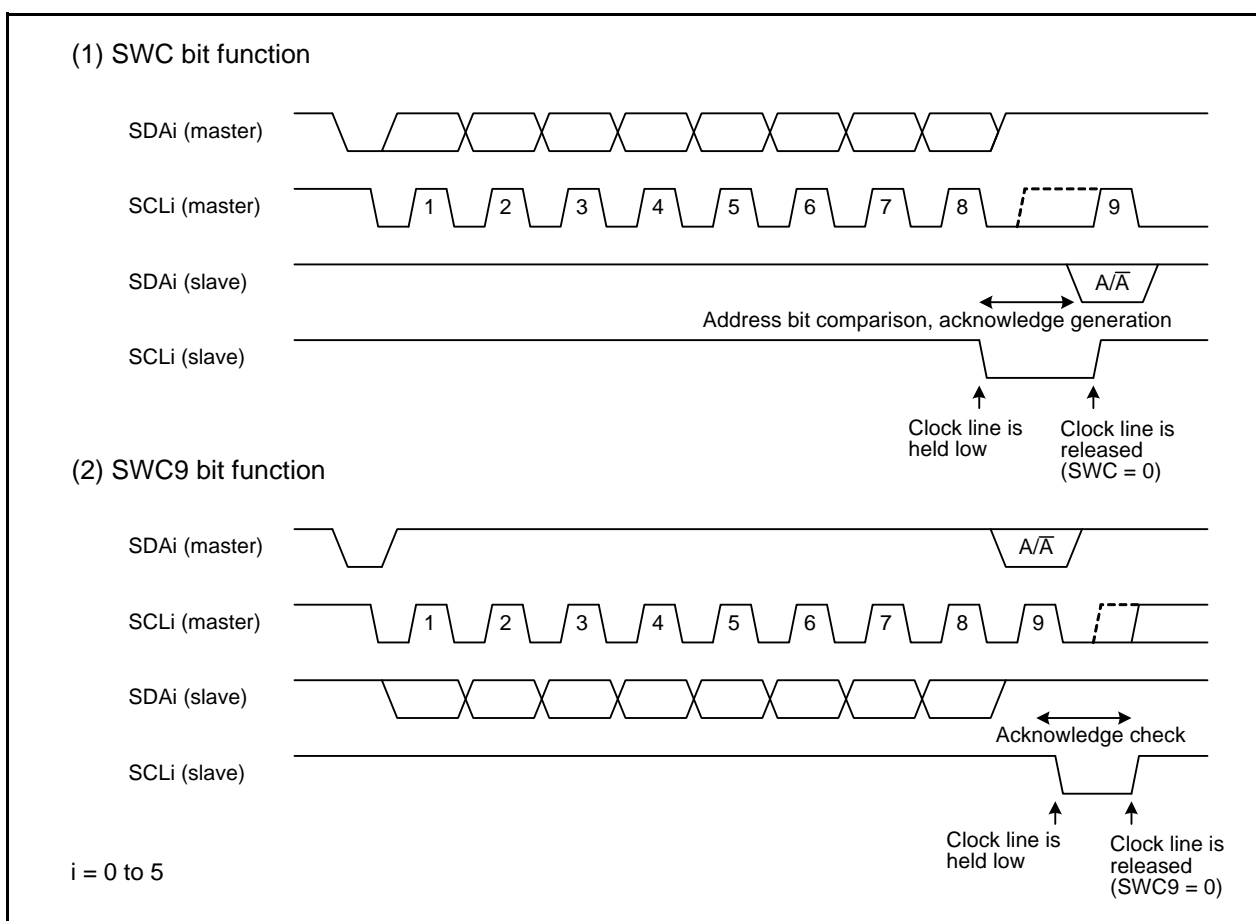 (1) SWC bit function
SDAi (master)
SCLi (master)
1 2 3 4 5 6 7 8 9
SDAi (slave)
A/A̅
Address bit comparison, acknowledge generation
SCLi (slave)
Clock line is
held low
Clock line is
released
(SWC = 0)
(2) SWC9 bit function
SDAi (master)
A/A̅
SCLi (master)
1 2 3 4 5 6 7 8 9
SDAi (slave)
Acknowledge check
SCLi (slave)
Clock line is
held low
Clock line is
released
(SWC9 = 0)
i = 0 to 5